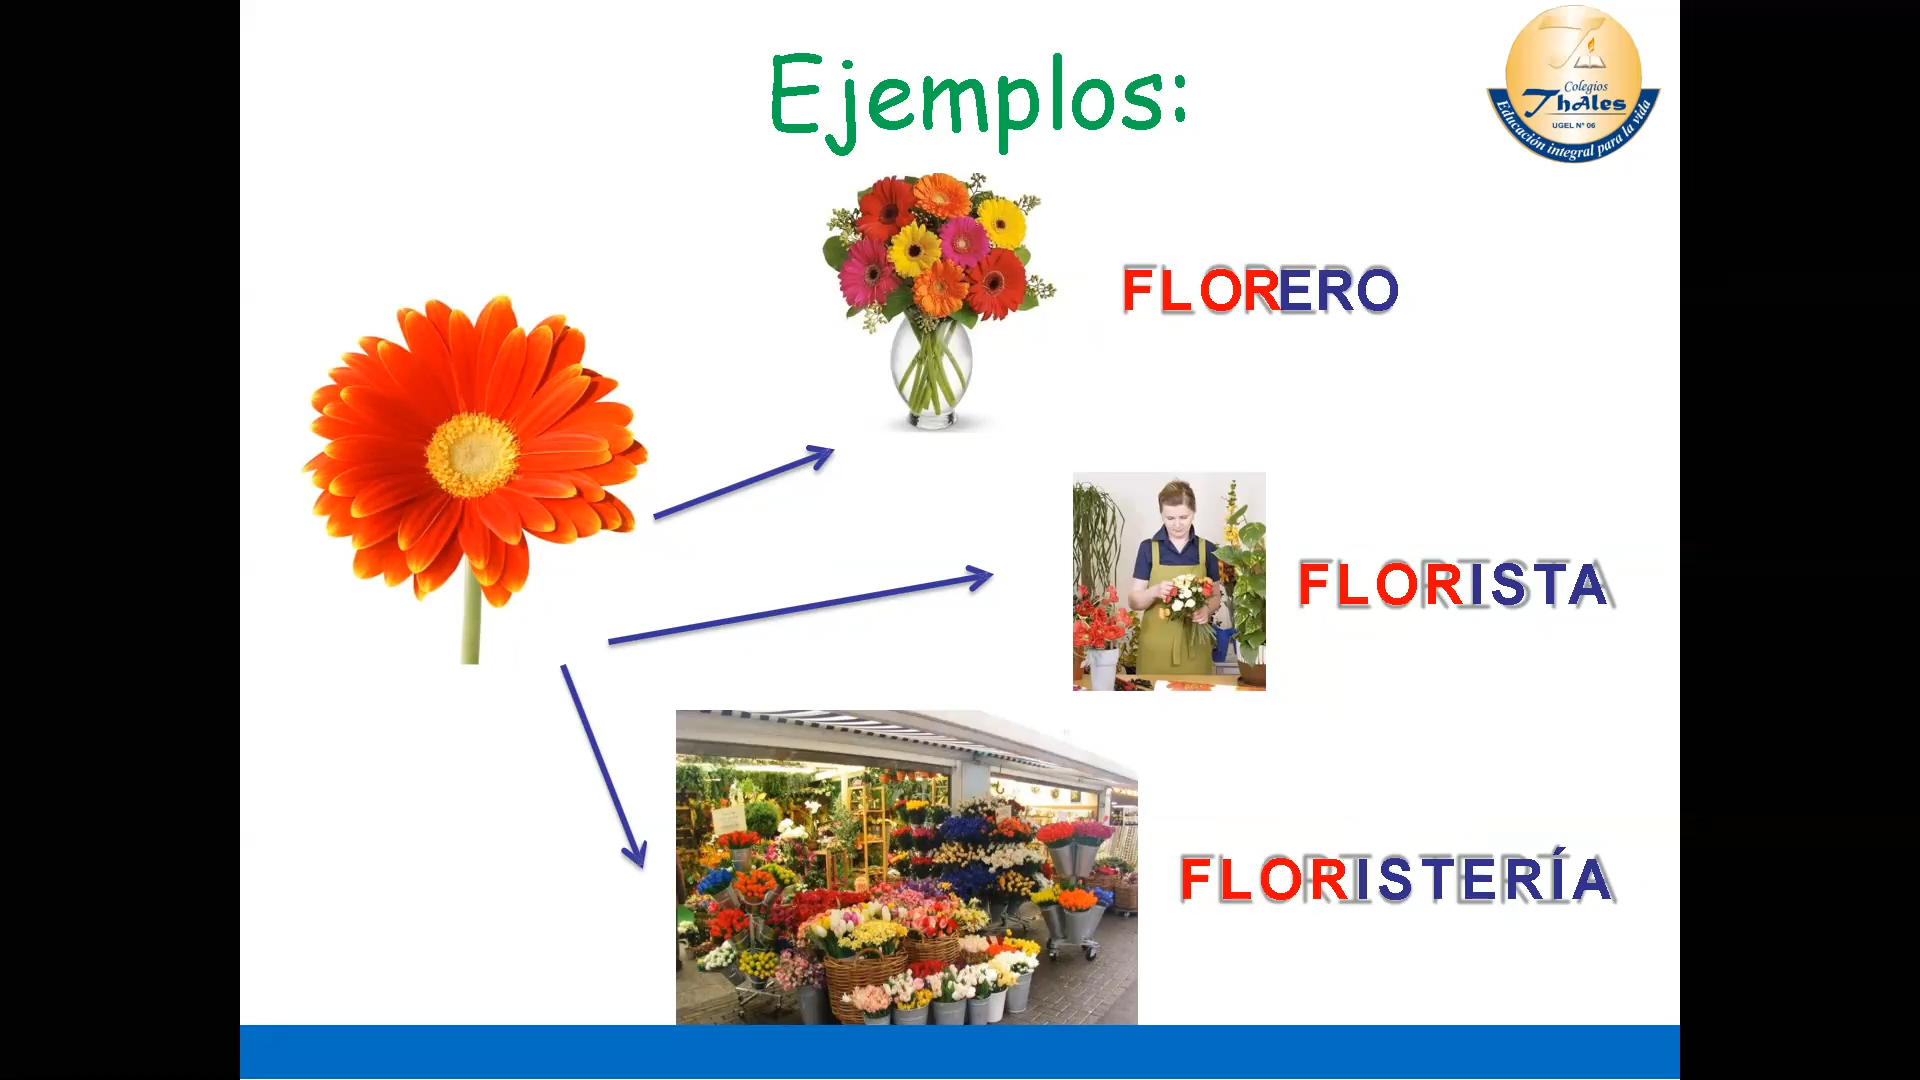 Ejemplos:
Colegios
ThAles
UGEL N° 06
Educación integral para la vida
FLORERO
FLORISTA
FLORISTERÍA